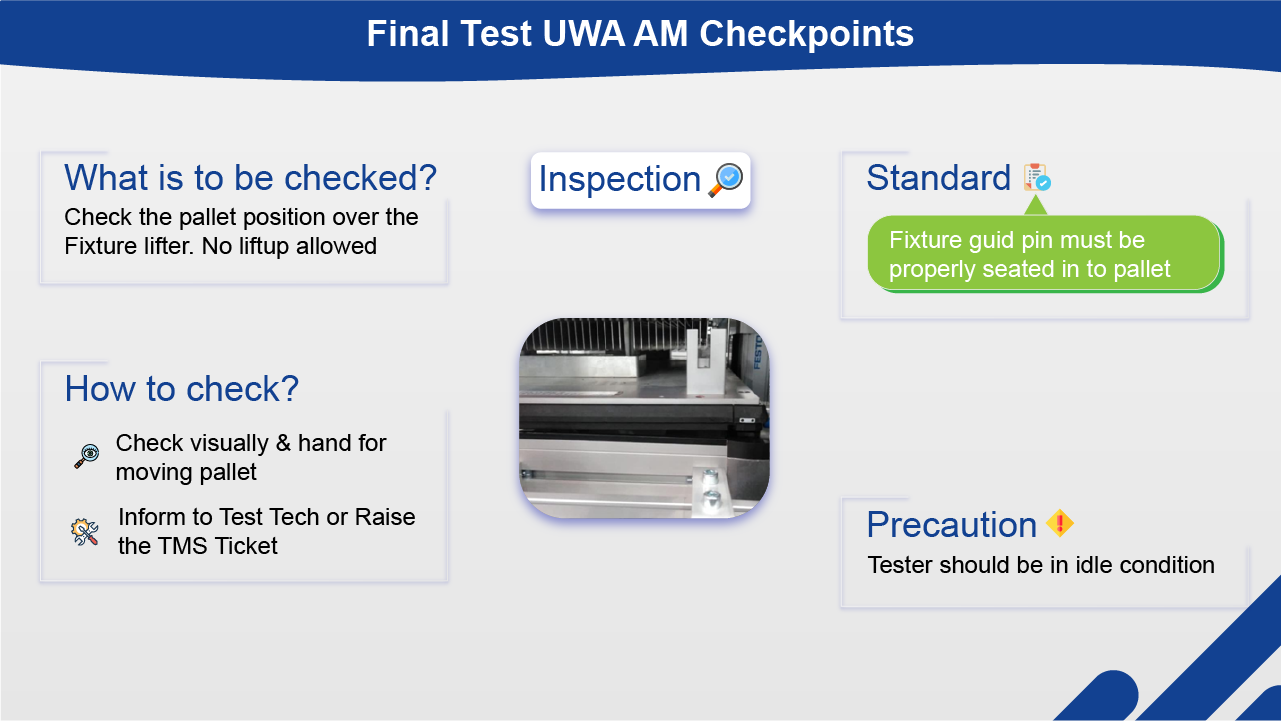 Final Test UWA AM Checkpoints
What is to be checked?
Check the pallet position over the
Fixture lifter. No liftup allowed
How to check?
Check visually & hand for
moving pallet
Inform to Test Tech or Raise
the TMS Ticket
Inspection
FESTO
Standard
Fixture guid pin must be
properly seated in to pallet
Precaution
Tester should be in idle condition